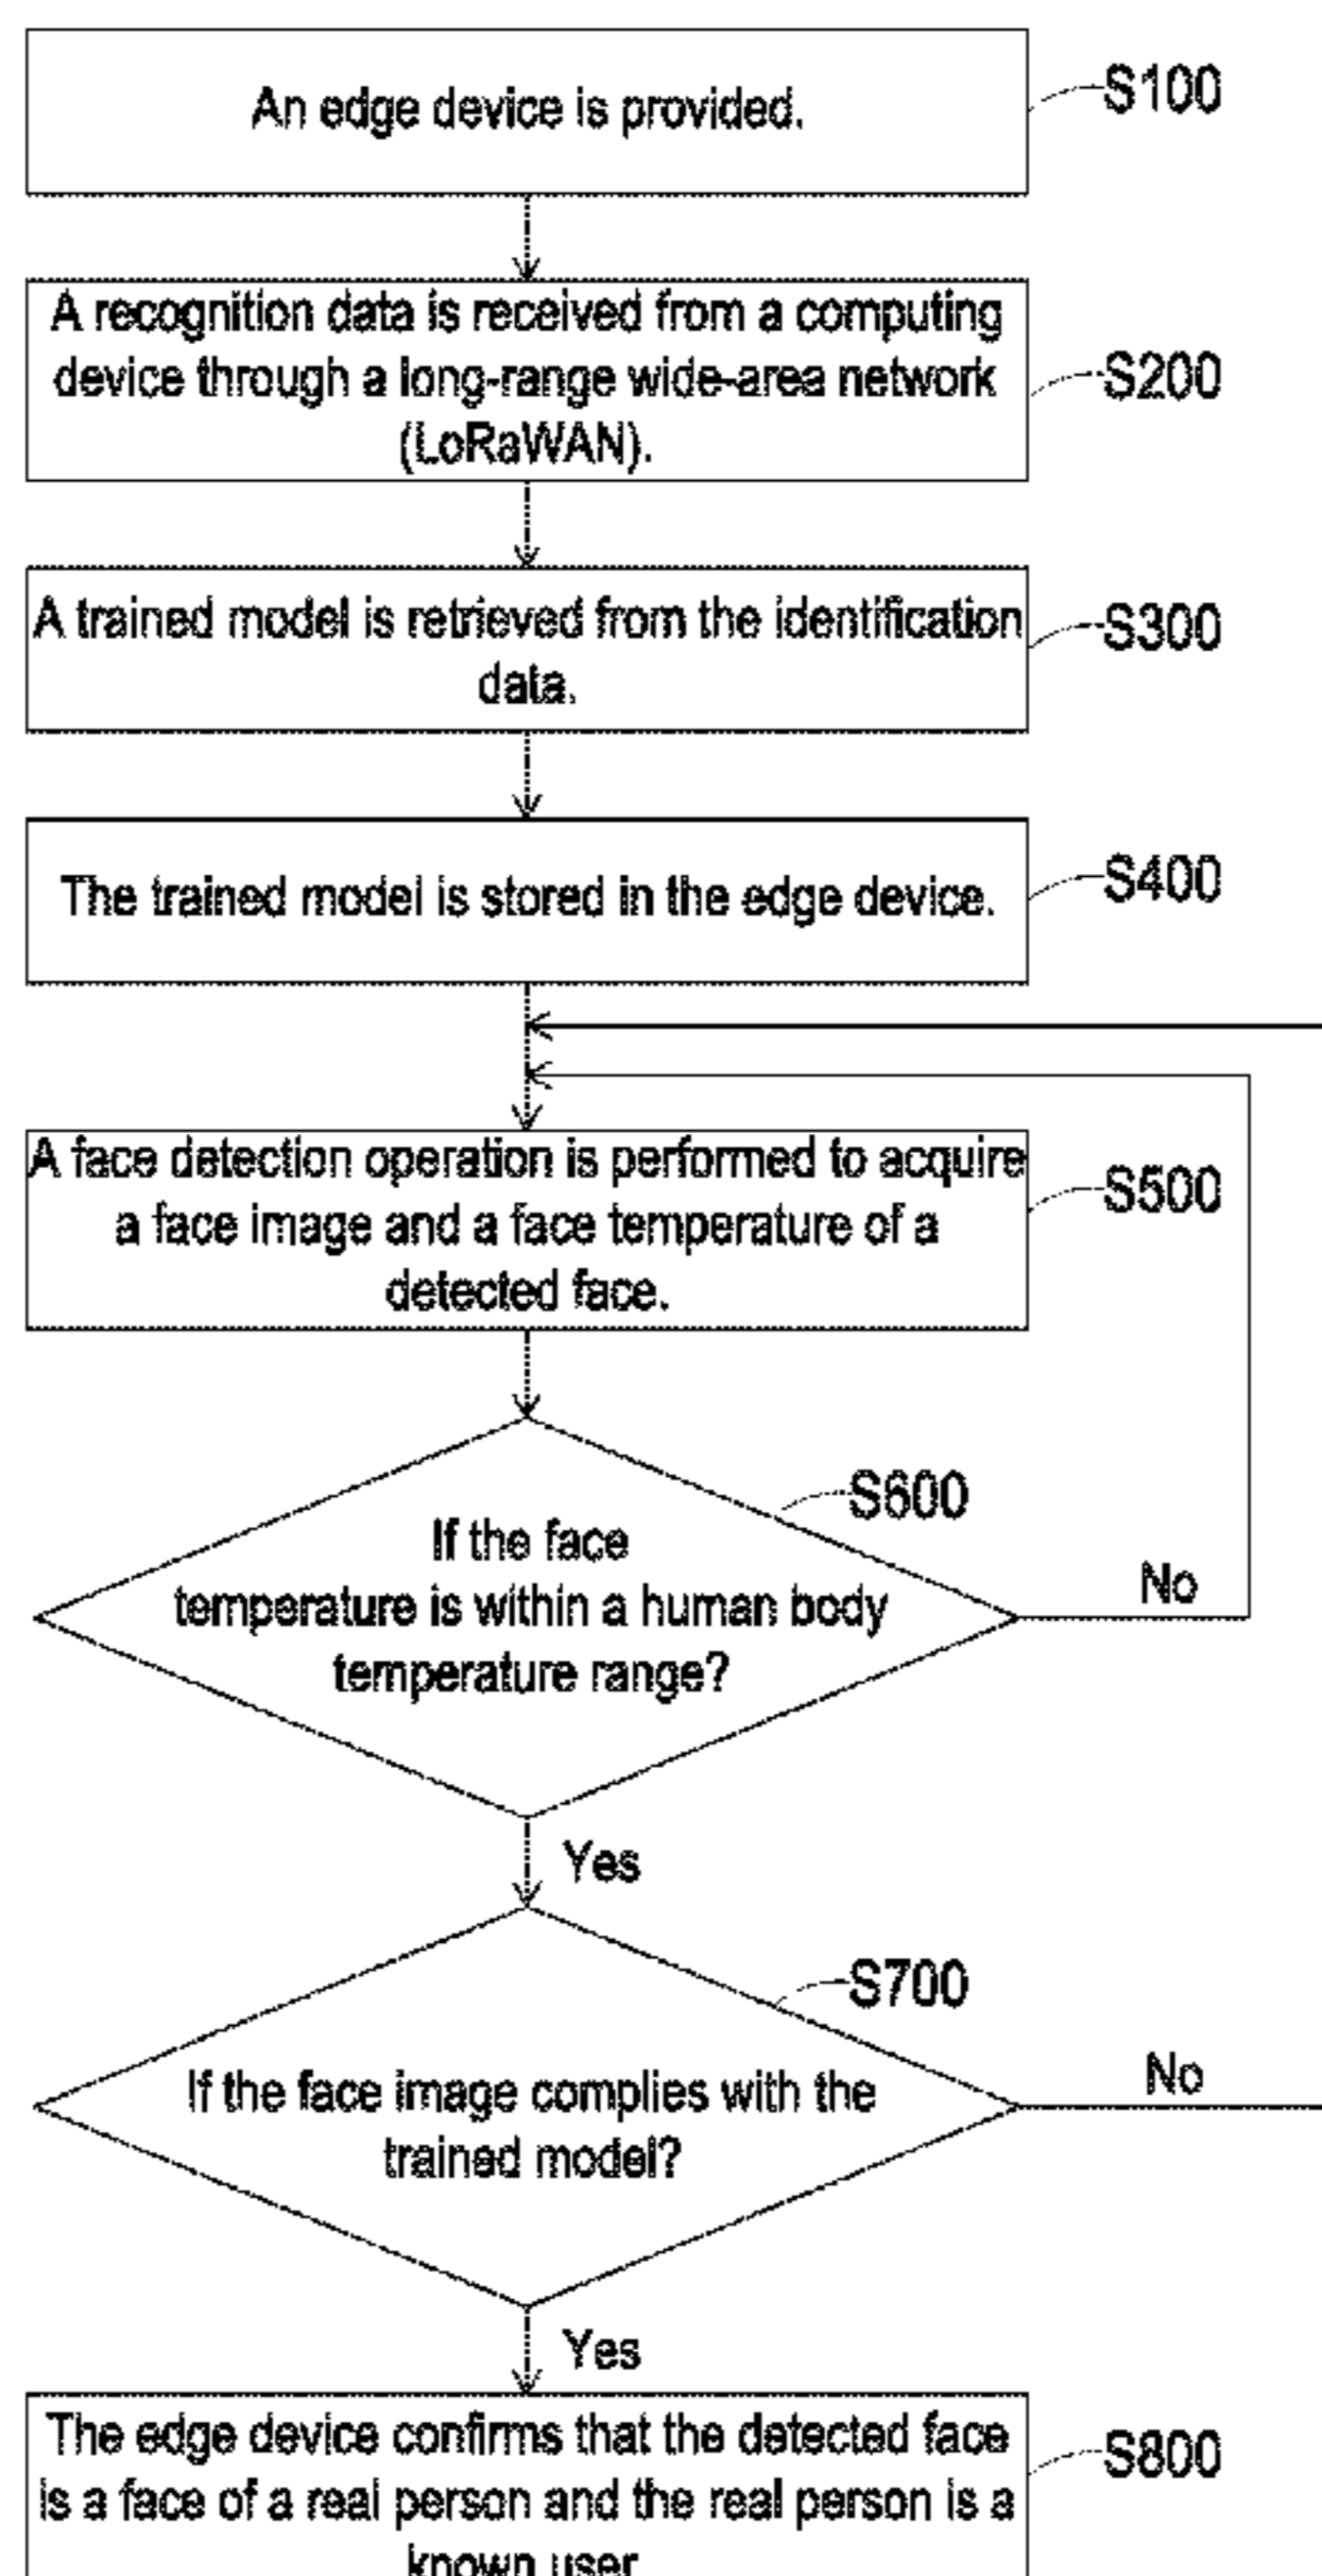 An edge device is provided.
S100
A recognition data is received from a computing
device through a long-range wide-area network
(LoRaWAN).
S200
A trained model is retrieved from the identification
data.
S300
The trained model is stored in the edge device.
S400
A face detection operation is performed to acquire
a face image and a face temperature of a
detected face.
S500
If the face
temperature is within a human body
temperature range?
S600
No
Yes
If the face image complies with the
trained model?
S700
No
Yes
The edge device confirms that the detected face
is a face of a real person and the real person is a
known user
S800